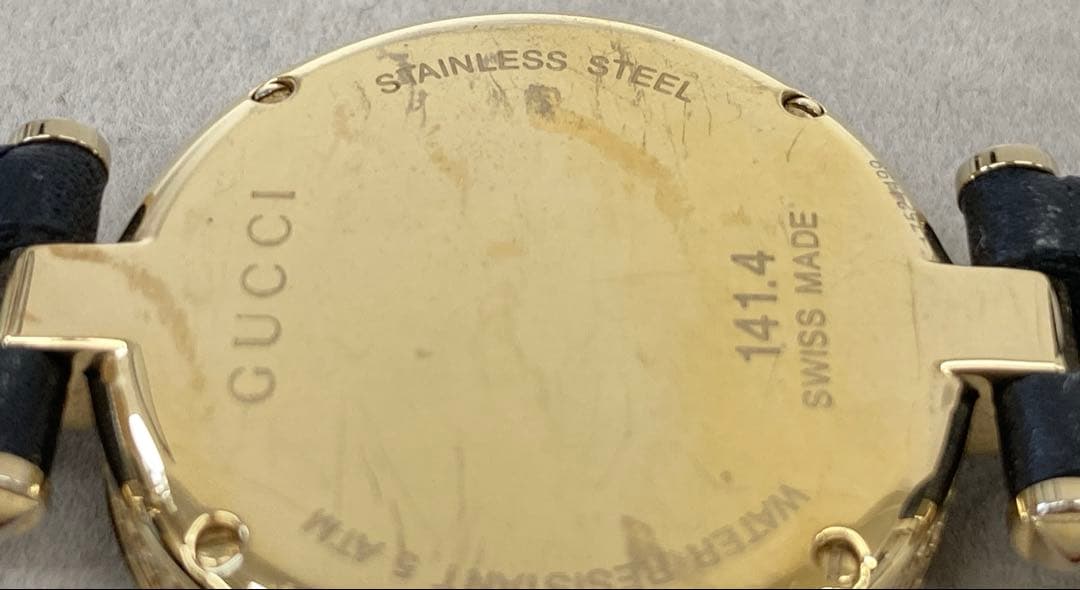 STAINLESS STEEL
GUCCI
141.4
SWISS MADE
WATER RESISTANT 5 ATM